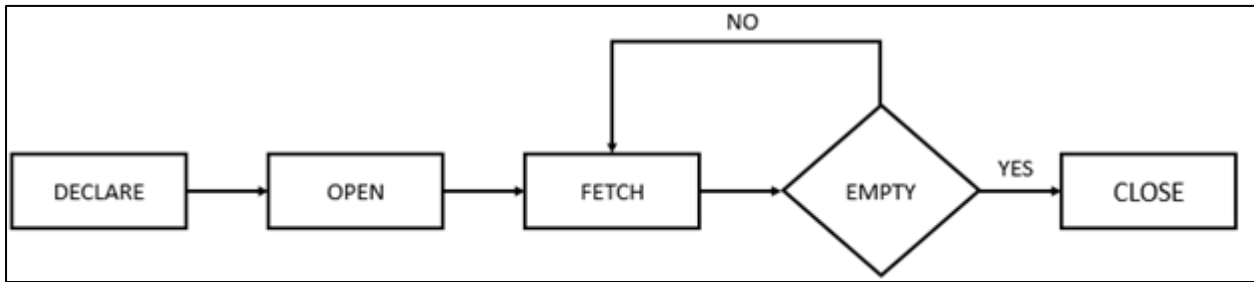 NO
DECLARE
OPEN
FETCH
EMPTY
YES
CLOSE